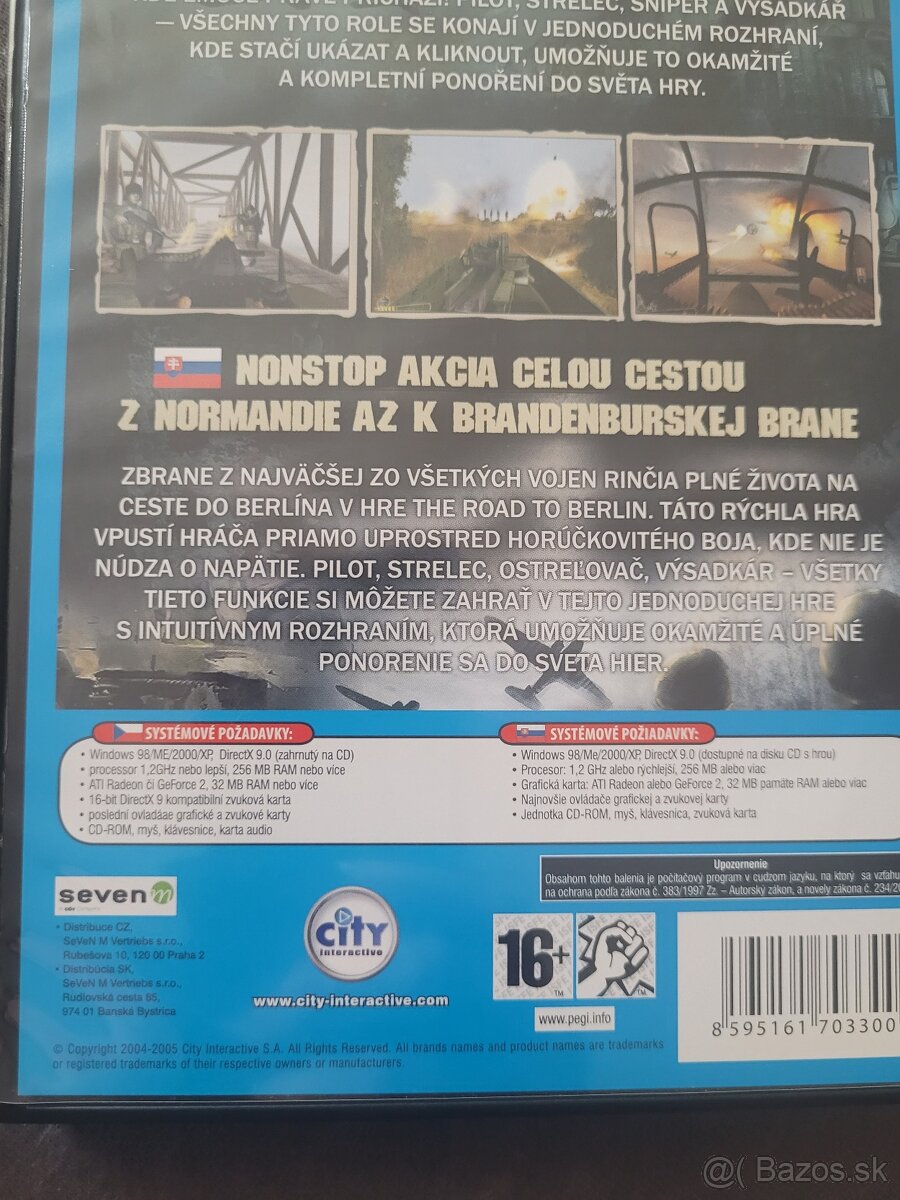 PILOT, STŘELEC, SNIPER A VÝSADKÁŘ
— VŠECHNY TYTO ROLE SE KONAJÍ V JEDNODUCHÉM ROZHRANÍ,
KDE STAČÍ UKÁZAT A KLIKNOUT, UMOŽŇUJE TO OKAMŽITÉ
A KOMPLETNÍ PONOŘENÍ DO SVĚTA HRY.
NONSTOP AKCIA CELOU CESTOU
Z NORMANDIE AZ K BRANDENBURSKEJ BRANE
ZBRANE Z NAJVÄČŠEJ ZO VŠETKÝCH VOJEN RINČIA PLNÉ ŽIVOTA NA
CESTE DO BERLÍNA V HRE THE ROAD TO BERLIN. TÁTO RÝCHLA HRA
VPUSTÍ HRÁČA PRIAMO UPROSTRED HORÚČKOVITÉHO BOJA, KDE NIE JE
NÚDZA O NAPÄTIE. PILOT, STRELEC, OSTREĽOVAČ, VÝSADKÁR – VŠETKY
TIETO FUNKCIE SI MÔŽETE ZAHRAŤ V TEJTO JEDNODUCHEJ HRE
S INTUITÍVNYM ROZHRANÍM, KTORÁ UMOŽŇUJE OKAMŽITÉ A ÚPLNÉ
PONORENIE SA DO SVETA HIER.
SYSTÉMOVÉ POŽADAVKY:
• Windows 98/ME/2000/XP, DirectX 9.0 (zahrnutý na CD)
• processor 1,2GHz nebo lepší, 256 MB RAM nebo více
• ATI Radeon či GeForce 2, 32 MB RAM nebo více
• 16-bit DirectX 9 kompatibilní zvuková karta
• poslední ovladáae grafické a zvukové karty
• CD-ROM, myš, klávesnice, karta audio
SYSTÉMOVÉ POŽIADAVKY:
• Windows 98/Me/2000/XP, DirectX 9.0 (dostupné na disku CD s hrou)
• Procesor: 1,2 GHz alebo rýchlejší, 256 MB alebo viac
• Grafická karta: ATI Radeon alebo GeForce 2, 32 MB pamäte RAM alebo viac
• Najnovšie ovládače grafickej a zvukovej karty
• Jednotka CD-ROM, myš, klávesnica, zvuková karta
Upozornenie
Obsahom tohto balenia je počítačový program v cudzom jazyku, na ktorý sa vzťahu
na ochrana podľa zákona č. 383/1997 Zz. – Autorský zákon, a novely zákona č. 234/20
seven m
• Distribuce CZ,
SeVeN M Vertriebs s.r.o.,
Rubešova 10, 120 00 Praha 2
• Distribúcia SK,
SeVeN M Vertriebs s.r.o.,
Rudlovská cesta 65,
974 01 Banská Bystrica
city
interactive
www.city-interactive.com
16+
TM
TM
www.pegi.info
8 595161 703300
© Copyright 2004-2005 City Interactive S.A. All Rights Reserved. All brands names and product names are trademarks
or registered trademarks of their respective owners or manufacturers.
@( Bazos.sk